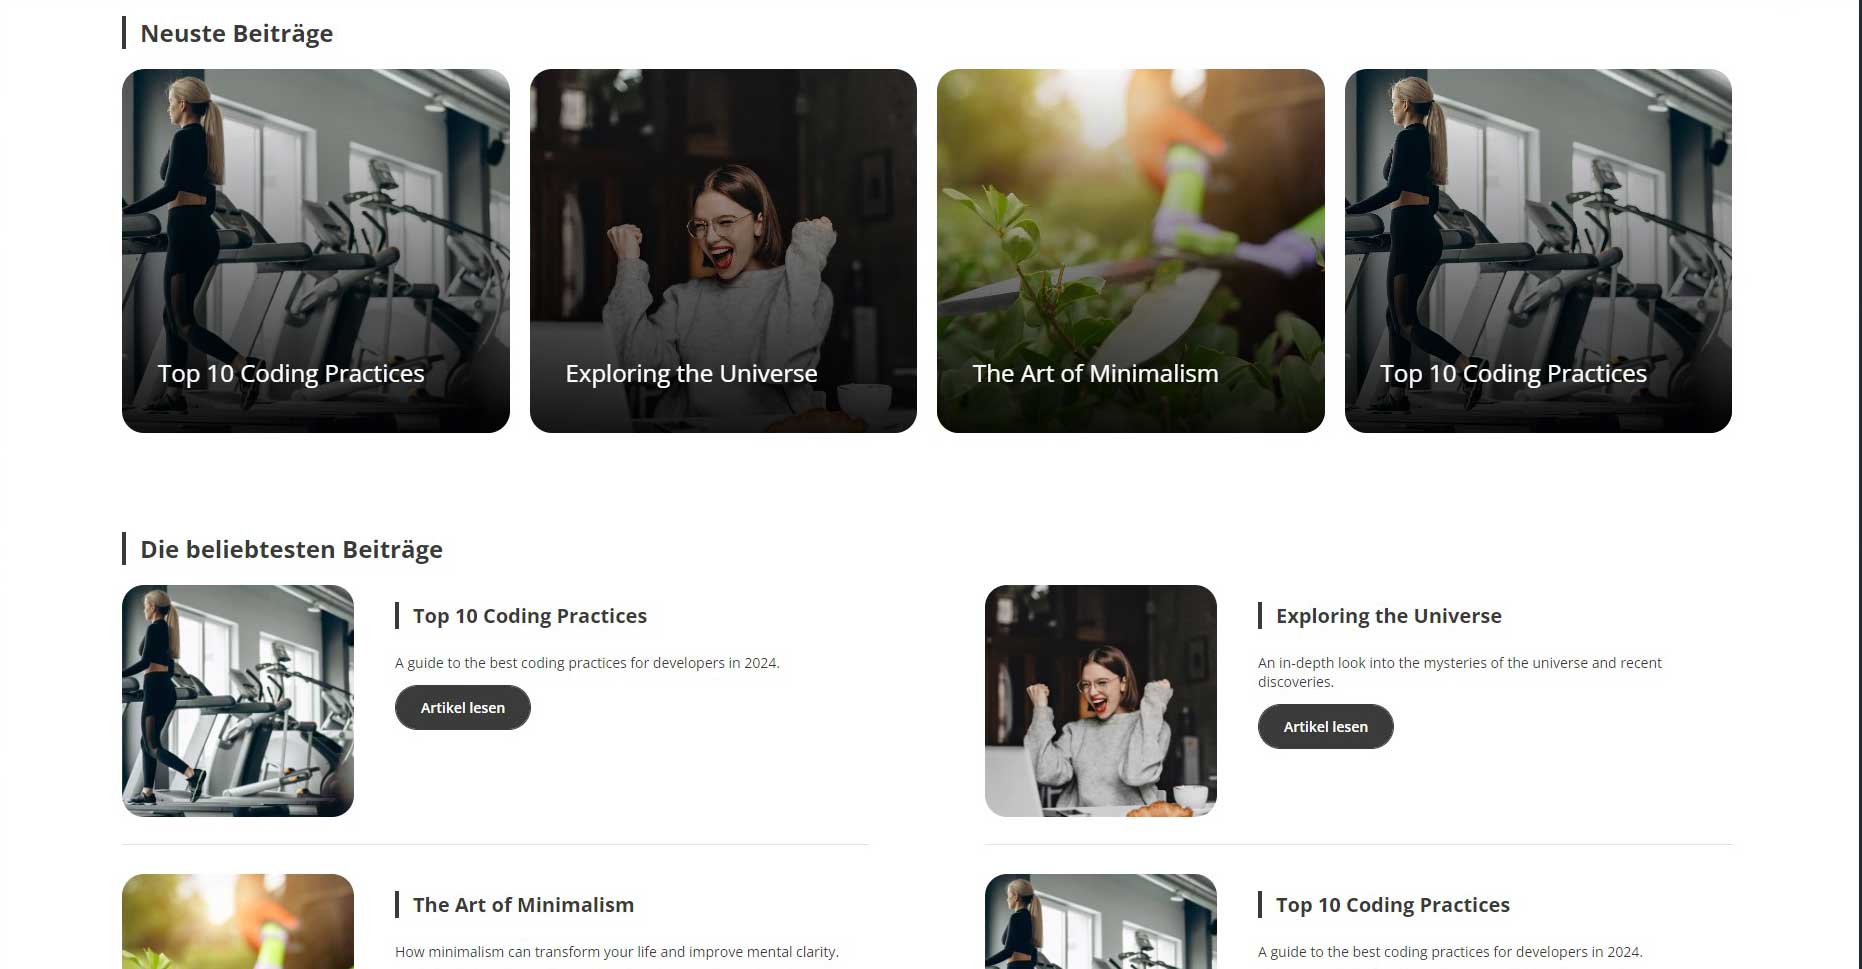 Neuste Beiträge
Top 10 Coding Practices
Exploring the Universe
The Art of Minimalism
Top 10 Coding Practices
Die beliebtesten Beiträge
Top 10 Coding Practices
A guide to the best coding practices for developers in 2024.
Artikel lesen
Exploring the Universe
An in-depth look into the mysteries of the universe and recent
discoveries.
Artikel lesen
The Art of Minimalism
How minimalism can transform your life and improve mental clarity.
Top 10 Coding Practices
A guide to the best coding practices for developers in 2024.